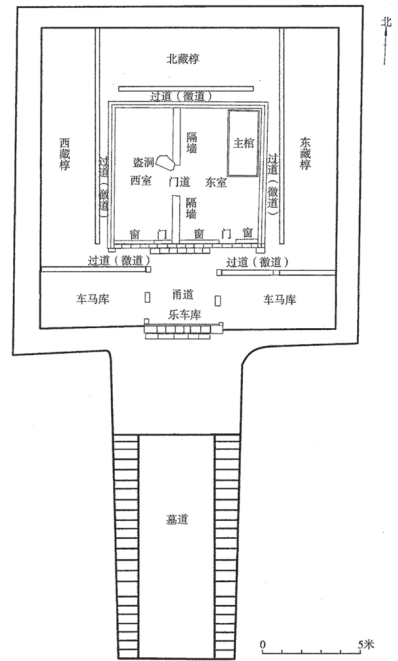 北
北藏椁
过道（徼道）
西藏椁
过道（徼道）
隔墙
主棺
过道（徼道）
东藏椁
盗洞
西室
门道
东室
隔墙
窗
门
窗
门
窗
过道（徼道）
过道（徼道）
车马库
甬道
车马库
乐车库
墓道
0
5米